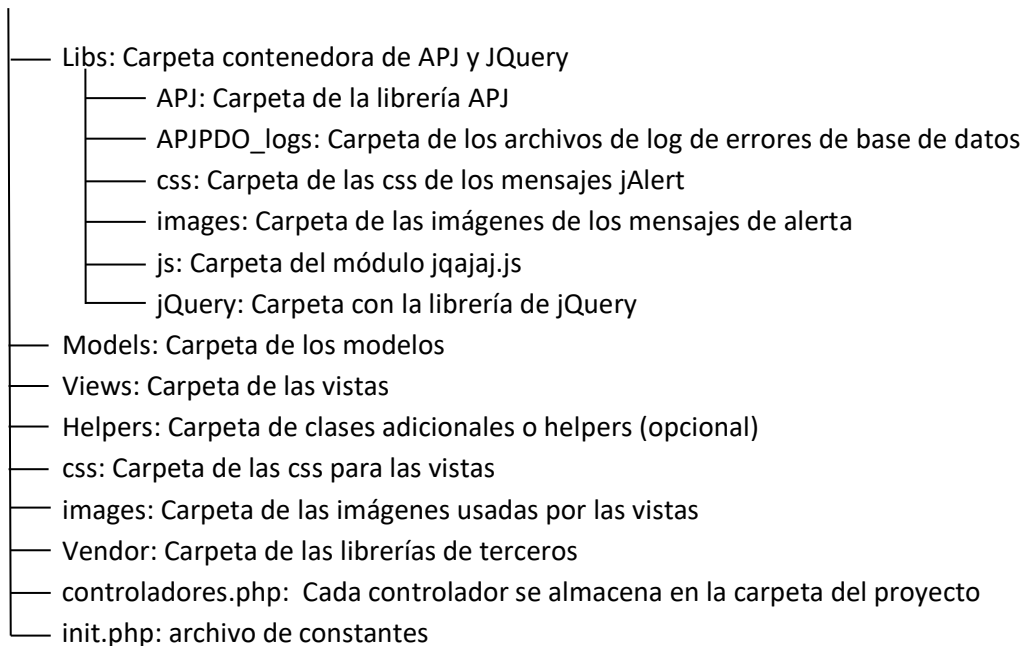 Libs: Carpeta contenedora de APJ y JQuery
APJ: Carpeta de la librería APJ
APJPDO_logs: Carpeta de los archivos de log de errores de base de datos
css: Carpeta de las css de los mensajes jAlert
images: Carpeta de las imágenes de los mensajes de alerta
js: Carpeta del módulo jqajaj.js
jQuery: Carpeta con la librería de jQuery
Models: Carpeta de los modelos
Views: Carpeta de las vistas
Helpers: Carpeta de clases adicionales o helpers (opcional)
css: Carpeta de las css para las vistas
images: Carpeta de las imágenes usadas por las vistas
Vendor: Carpeta de las librerías de terceros
controladores.php: Cada controlador se almacena en la carpeta del proyecto
init.php: archivo de constantes